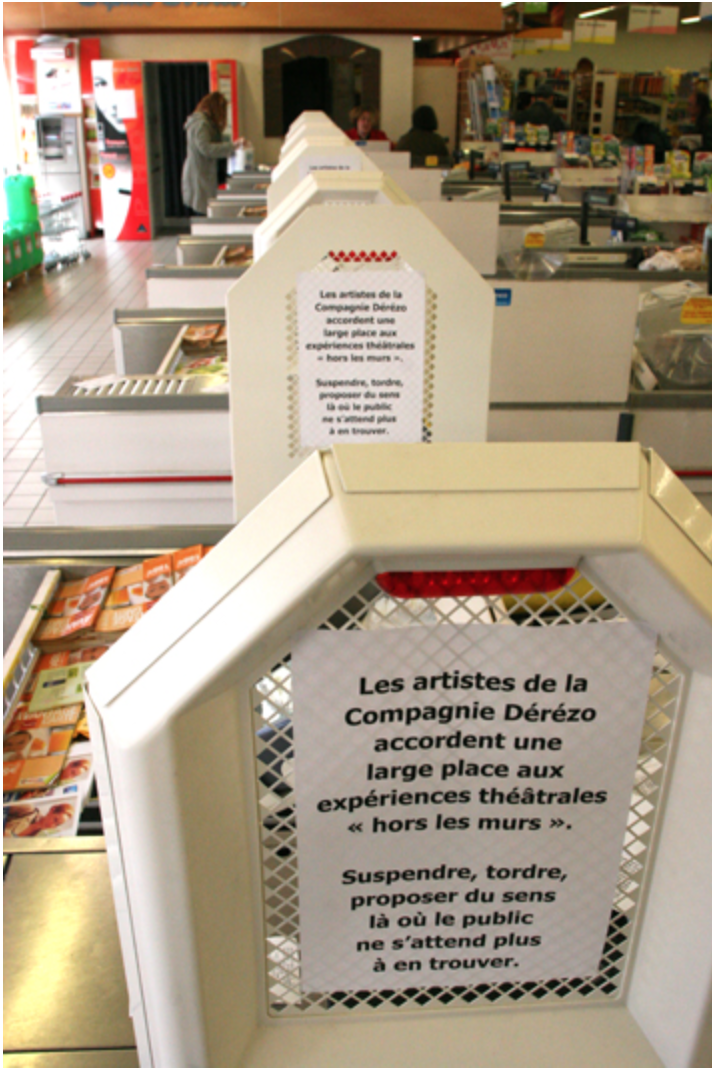 Les artistes de la
Compagnie Dérézo
accordent une
large place aux
expériences théâtrales
« hors les murs ».
Suspendre, tordre,
proposer du sens
là où le public
ne s'attend plus
à en trouver.
Les artistes de la
Compagnie Dérézo
accordent une
large place aux
expériences théâtrales
« hors les murs ».
Suspendre, tordre,
proposer du sens
là où le public
ne s'attend plus
à en trouver.